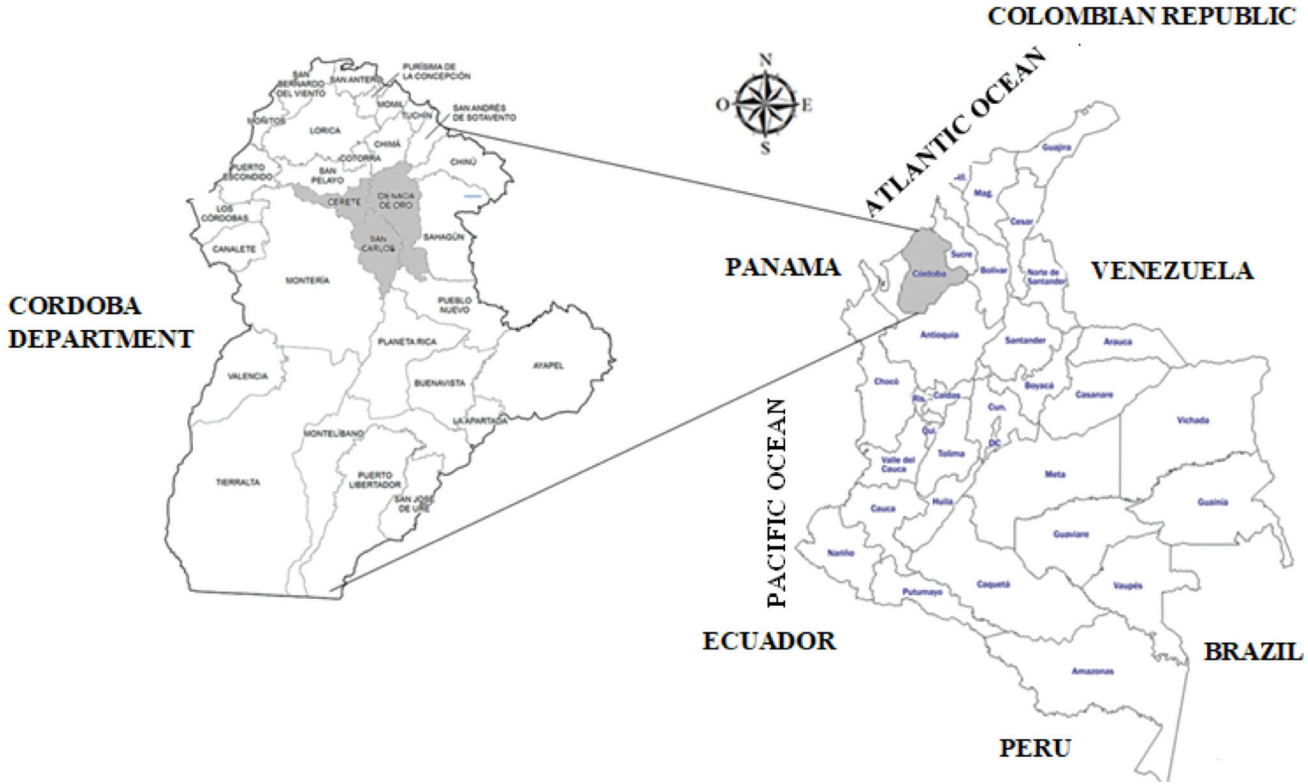 COLOMBIAN REPUBLIC
SAN
BERNARDO
DEL VIENTO
SAN ANTERO
PURÍSIMA DE
LA CONCEPCIÓN
MOMIL
TUCHÍN
SAN ANDRÉS
DE SOTAVENTO
MOÑITOS
LORICA
CHIMÁ
COTORRA
CHINÚ
PUERTO
ESCONDIDO
SAN
PELAYO
CERETE
CIENAGA
DE ORO
LOS
CÓRDOBAS
SAN
CARLOS
SAHAGÚN
CANALETE
MONTERÍA
PUEBLO
NUEVO
CORDOBA
DEPARTMENT
PLANETA RICA
VALENCIA
BUENAVISTA
AYAPEL
LA APARTADA
MONTELÍBANO
TIERRALTA
PUERTO
LIBERTADOR
SAN JOSE
DE URE
N
O
E
S
ATLANTIC OCEAN
PANAMA
VENEZUELA
PACIFIC OCEAN
ECUADOR
BRAZIL
PERU
Guajira
Mag.
Cesar
Sucre
Córdoba
Bolívar
Norte de
Santander
Antioquia
Santander
Arauca
Chocó
Ris.
Caldas
Boyacá
Casanare
Cun.
Vichada
Qui.
DC
Valle del
Cauca
Tolima
Meta
Huila
Cauca
Guainía
Guaviare
Nariño
Caquetá
Vaupés
Putumayo
Amazonas